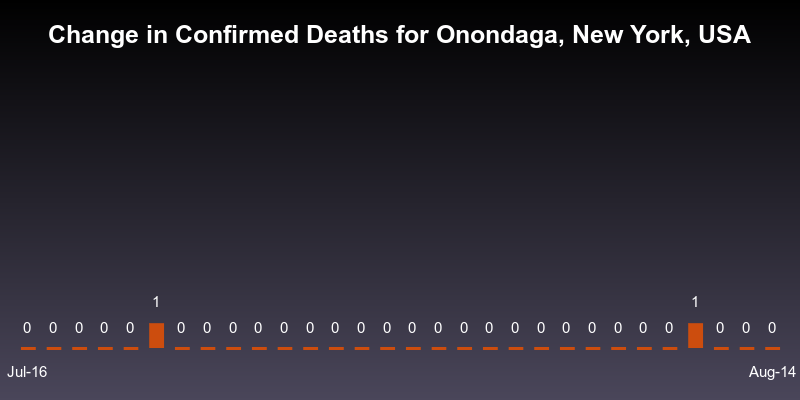 Change in Confirmed Deaths for Onondaga, New York, USA
1 1
0 0 0 0 0 0 0 0 0 0 0 0 0 0 0 0 0 0 0 0 0 0 0 0 0 0 0 0
Jul-16 Aug-14